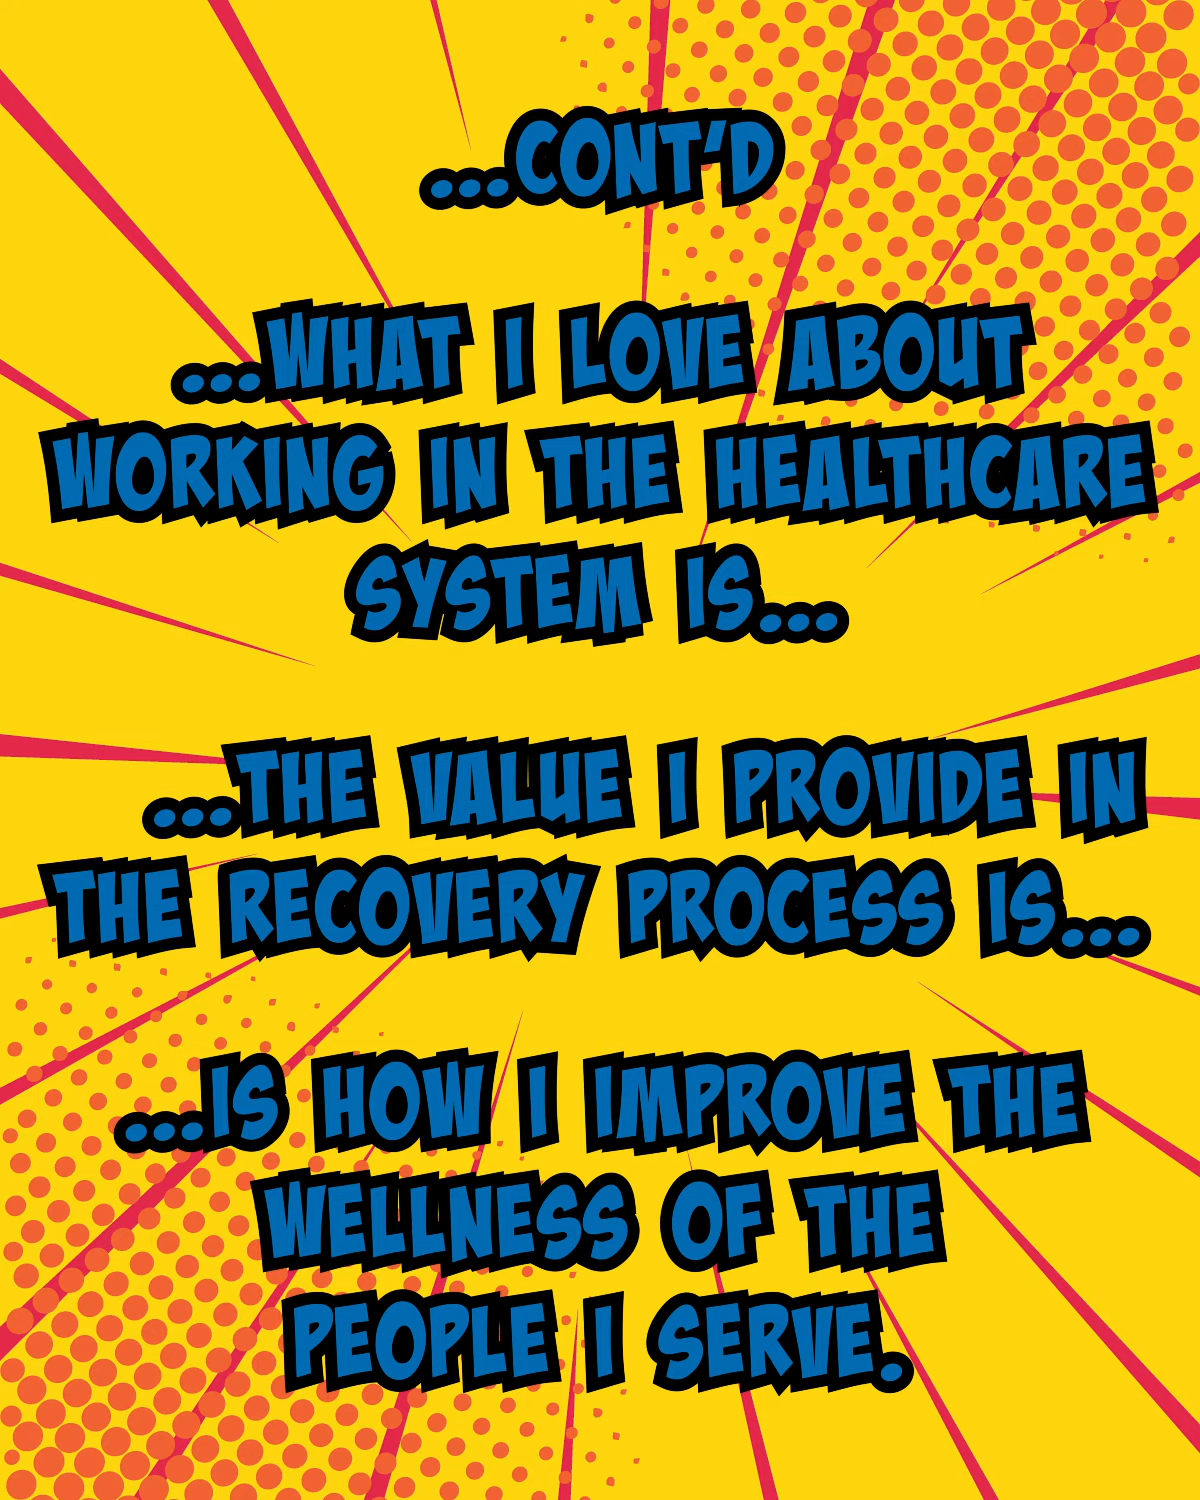 ...CONT'D
...WHAT I LOVE ABOUT
WORKING IN THE HEALTHCARE
SYSTEM IS...
...THE VALUE I PROVIDE IN
THE RECOVERY PROCESS IS...
...IS HOW I IMPROVE THE
WELLNESS OF THE
PEOPLE I SERVE.